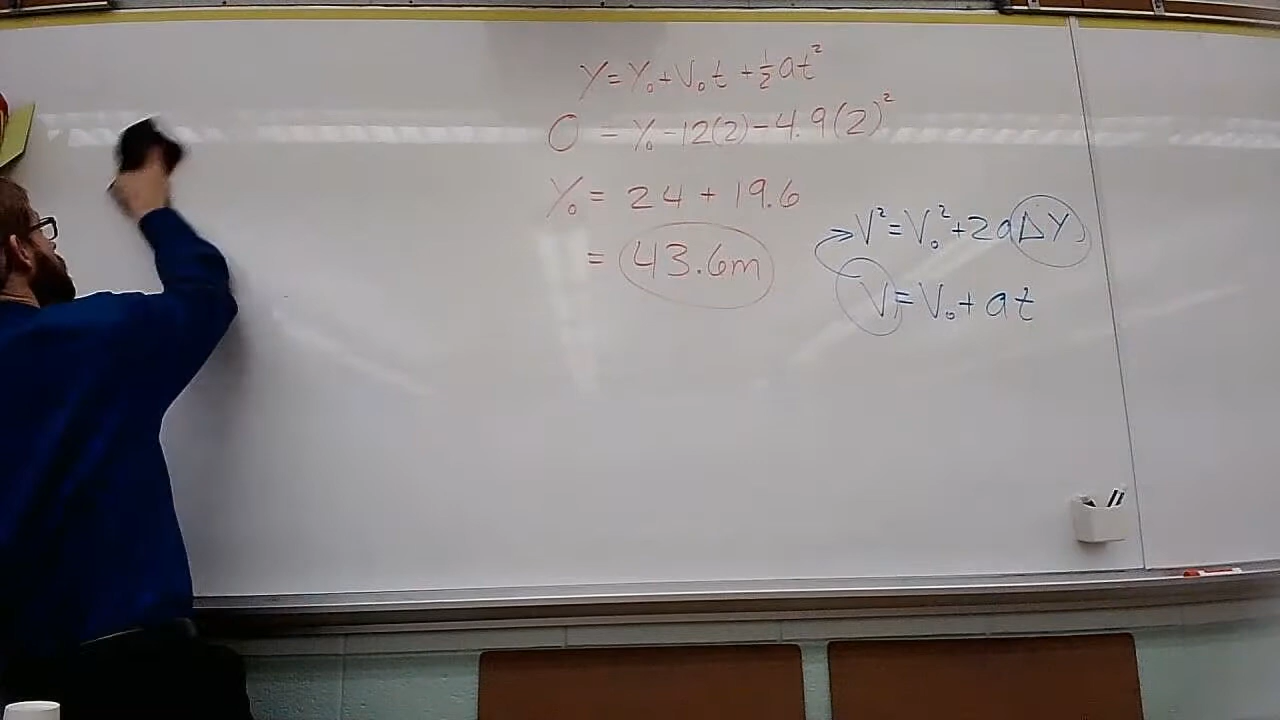 Y = Y₀ + V₀t + ½at²
0 = Y₀ - 12(2) - 4.9(2)²
Y₀ = 24 + 19.6
= 43.6m
V² = V₀² + 2aΔY
V = V₀ + at